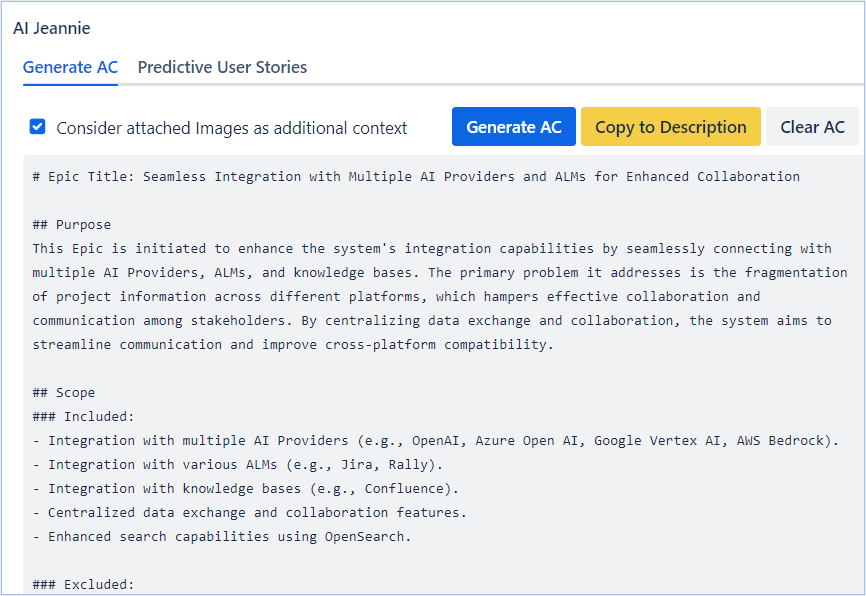 AI Jeannie
Generate AC Predictive User Stories
Consider attached Images as additional context Generate AC Copy to Description Clear AC
# Epic Title: Seamless Integration with Multiple AI Providers and ALMs for Enhanced Collaboration
## Purpose
This Epic is initiated to enhance the system's integration capabilities by seamlessly connecting with
multiple AI Providers, ALMs, and knowledge bases. The primary problem it addresses is the fragmentation
of project information across different platforms, which hampers effective collaboration and
communication among stakeholders. By centralizing data exchange and collaboration, the system aims to
streamline communication and improve cross-platform compatibility.
## Scope
### Included:
- Integration with multiple AI Providers (e.g., OpenAI, Azure Open AI, Google Vertex AI, AWS Bedrock).
- Integration with various ALMs (e.g., Jira, Rally).
- Integration with knowledge bases (e.g., Confluence).
- Centralized data exchange and collaboration features.
- Enhanced search capabilities using OpenSearch.
### Excluded: